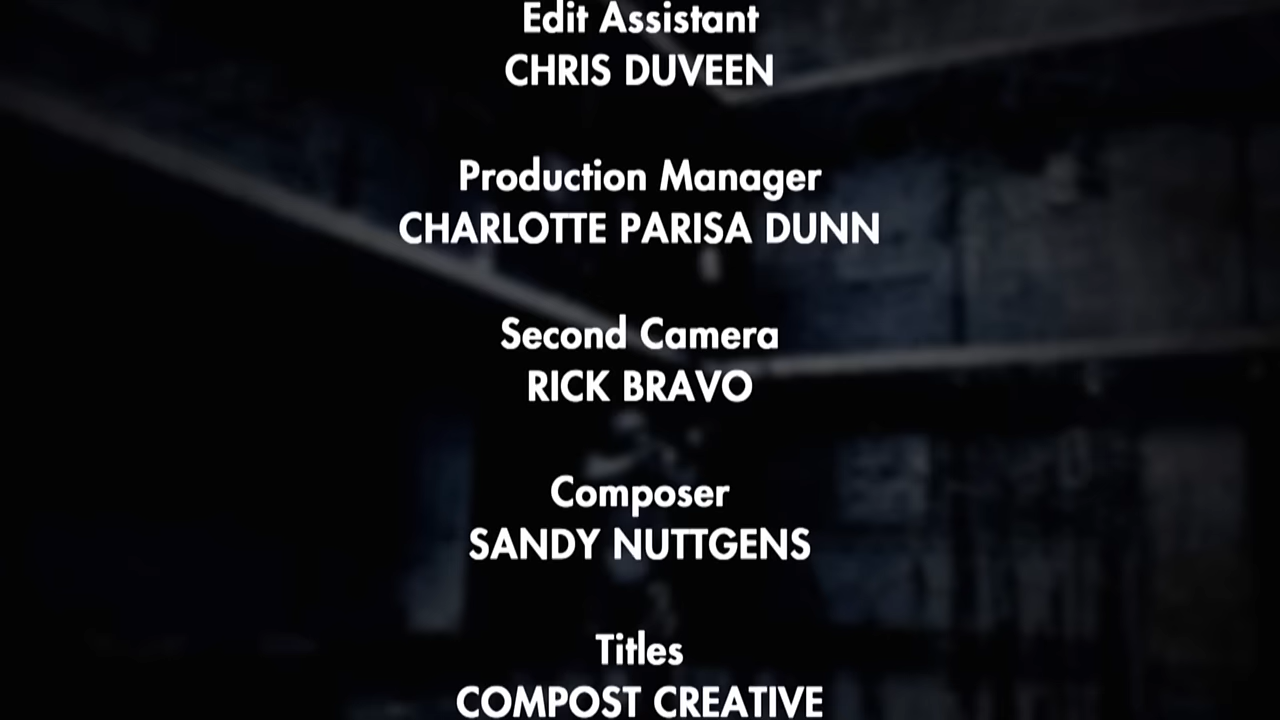 Edit Assistant
CHRIS DUVEEN
Production Manager
CHARLOTTE PARISA DUNN
Second Camera
RICK BRAVO
Composer
SANDY NUTTGENS
Titles
COMPOST CREATIVE